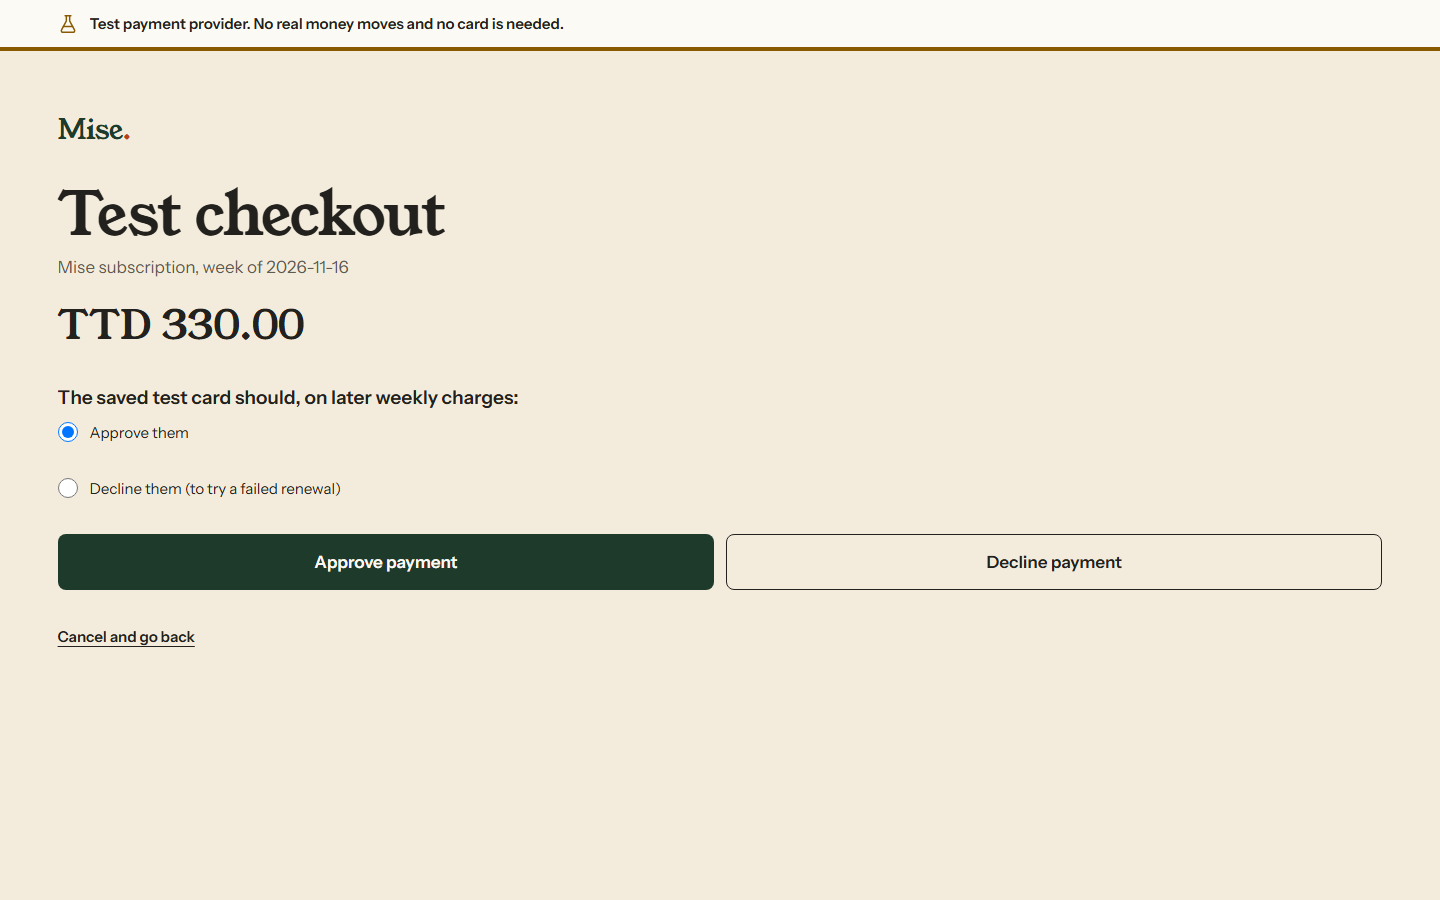 Test payment provider. No real money moves and no card is needed.
Mise.
Test checkout
Mise subscription, week of 2026-11-16
TTD 330.00
The saved test card should, on later weekly charges:
Approve them
Decline them (to try a failed renewal)
Approve payment
Decline payment
Cancel and go back